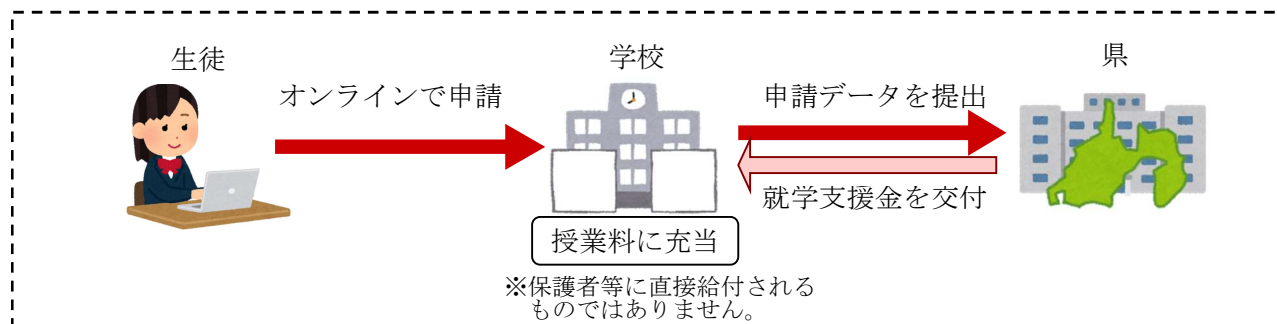 生徒
学校
県
オンラインで申請
申請データを提出
就学支援金を交付
授業料に充当
※保護者等に直接給付される
ものではありません。